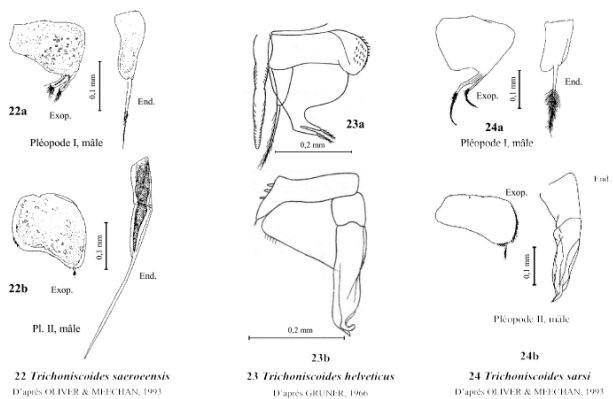 22a
Exop.
0,1 mm
End.
Pléopode I, mâle
23a
0,2 mm
24a
Exop.
0,1 mm
End.
Pléopode I, mâle
22b
Exop.
0,1 mm
End.
Pl. II, mâle
0,2 mm
23b
Exop.
End.
0,1 mm
Pléopode II, mâle
24b
22 Trichoniscoides saeroeensis
D'après OLIVER & MEECHAN, 1993
23 Trichoniscoides helveticus
D'après GRUNER, 1966
24 Trichoniscoides sarsi
D'après OLIVER & MEECHAN, 1993